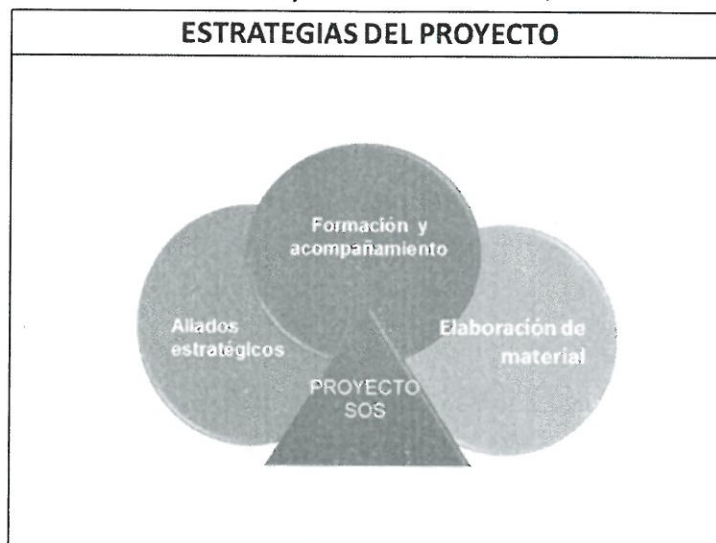 ESTRATEGIAS DEL PROYECTO
Formación y
acompañamiento
Aliados
estratégicos
Elaboración de
material
PROYECTO
SOS